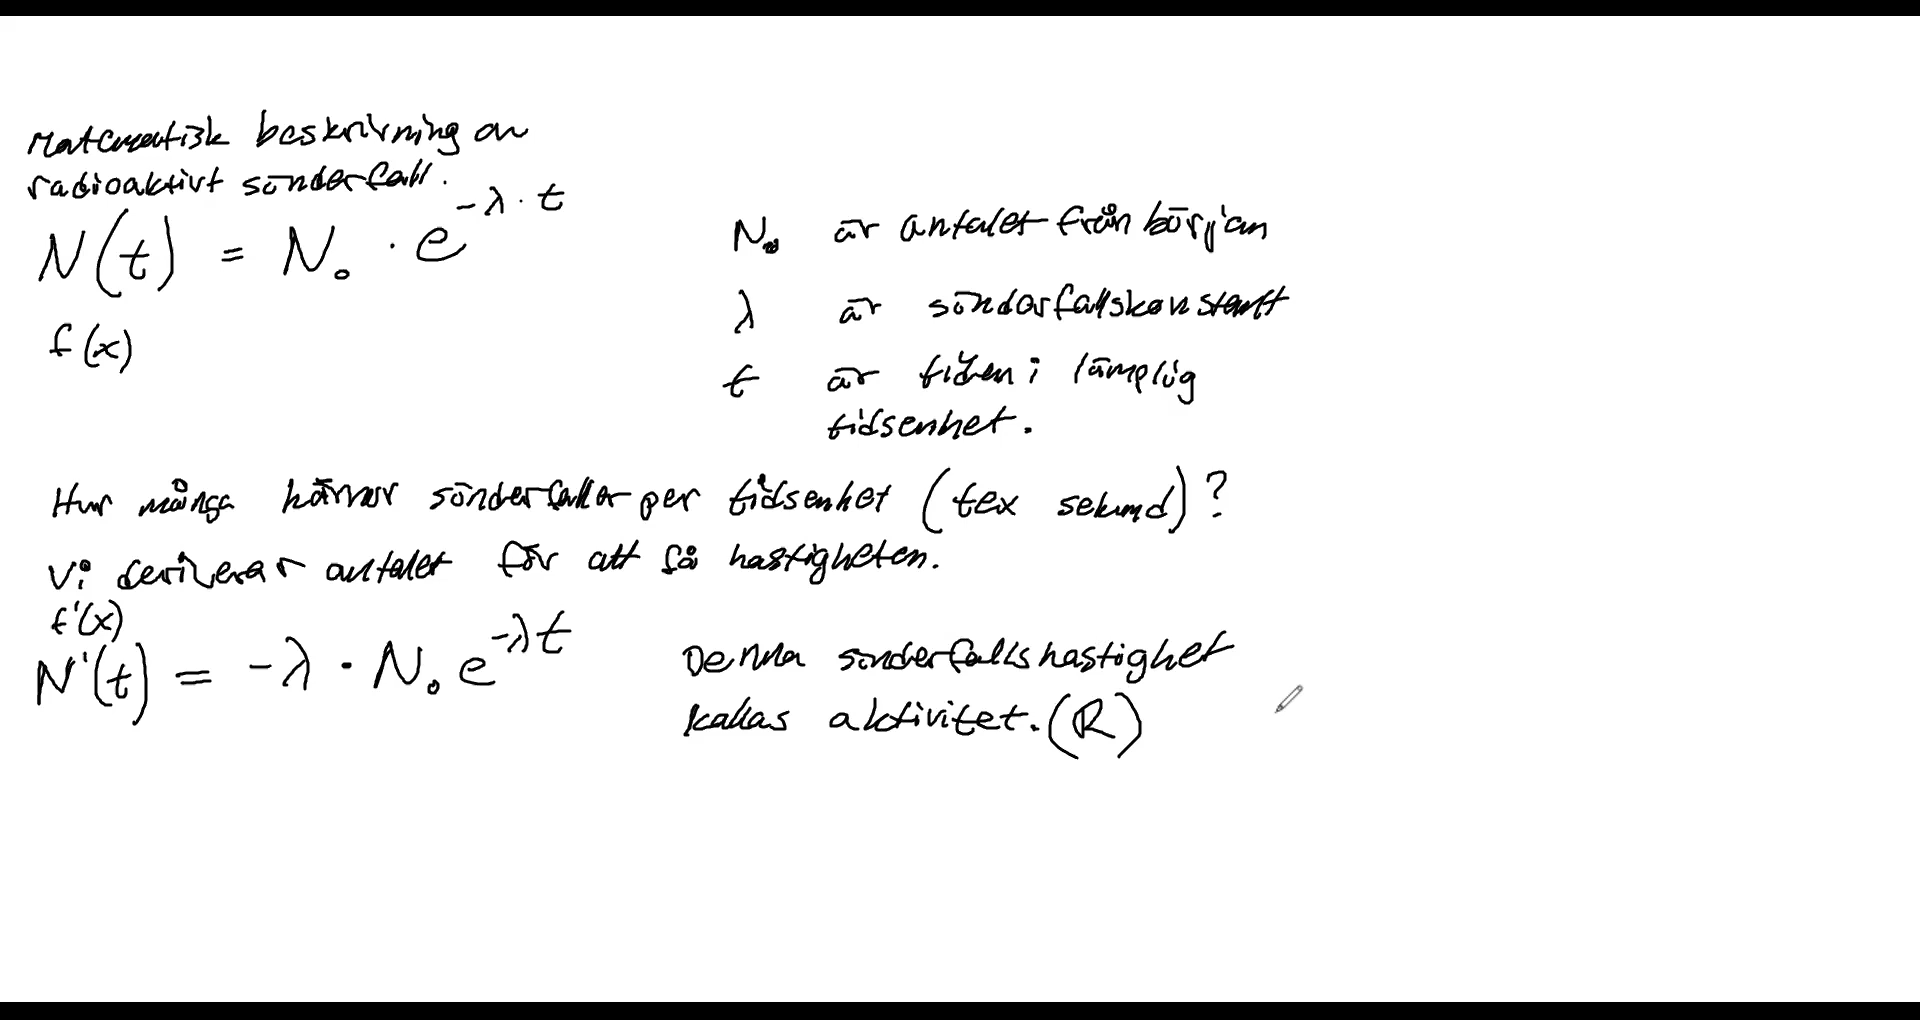 Matematisk beskrivning av
radioaktivt sönderfall.
N(t) = N₀ · e^(-λ·t)
f(x)
N₀ är antalet från början
λ är sönderfallskonstant
t är tiden i lämplig
tidsenhet.
Hur många kärnor sönderfaller per tidsenhet (tex sekund)?
Vi deriverar antalet för att få hastigheten.
f'(x)
N'(t) = -λ · N₀ e^(-λt)
Denna sönderfallshastighet
kallas aktivitet. (R)